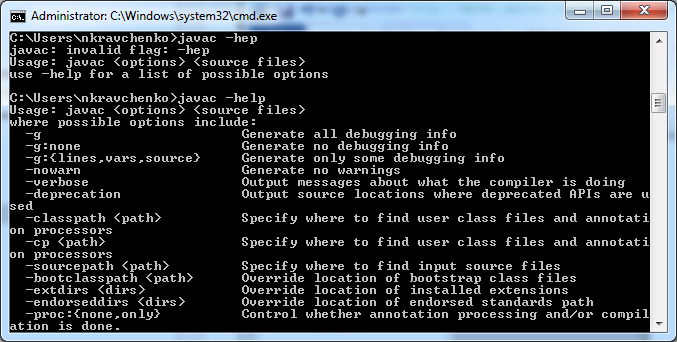 Administrator: C:\Windows\system32\cmd.exe
C:\Users\nkravchenko>javac -hep
javac: invalid flag: -hep
Usage: javac <options> <source files>
use -help for a list of possible options
C:\Users\nkravchenko>javac -help
Usage: javac <options> <source files>
where possible options include:
-g Generate all debugging info
-g:none Generate no debugging info
-g:{lines,vars,source} Generate only some debugging info
-nowarn Generate no warnings
-verbose Output messages about what the compiler is doing
-deprecation Output source locations where deprecated APIs are u
sed
-classpath <path> Specify where to find user class files and annotati
on processors
-cp <path> Specify where to find user class files and annotati
on processors
-sourcepath <path> Specify where to find input source files
-bootclasspath <path> Override location of bootstrap class files
-extdirs <dirs> Override location of installed extensions
-endorseddirs <dirs> Override location of endorsed standards path
-proc:{none,only} Control whether annotation processing and/or compil
ation is done.